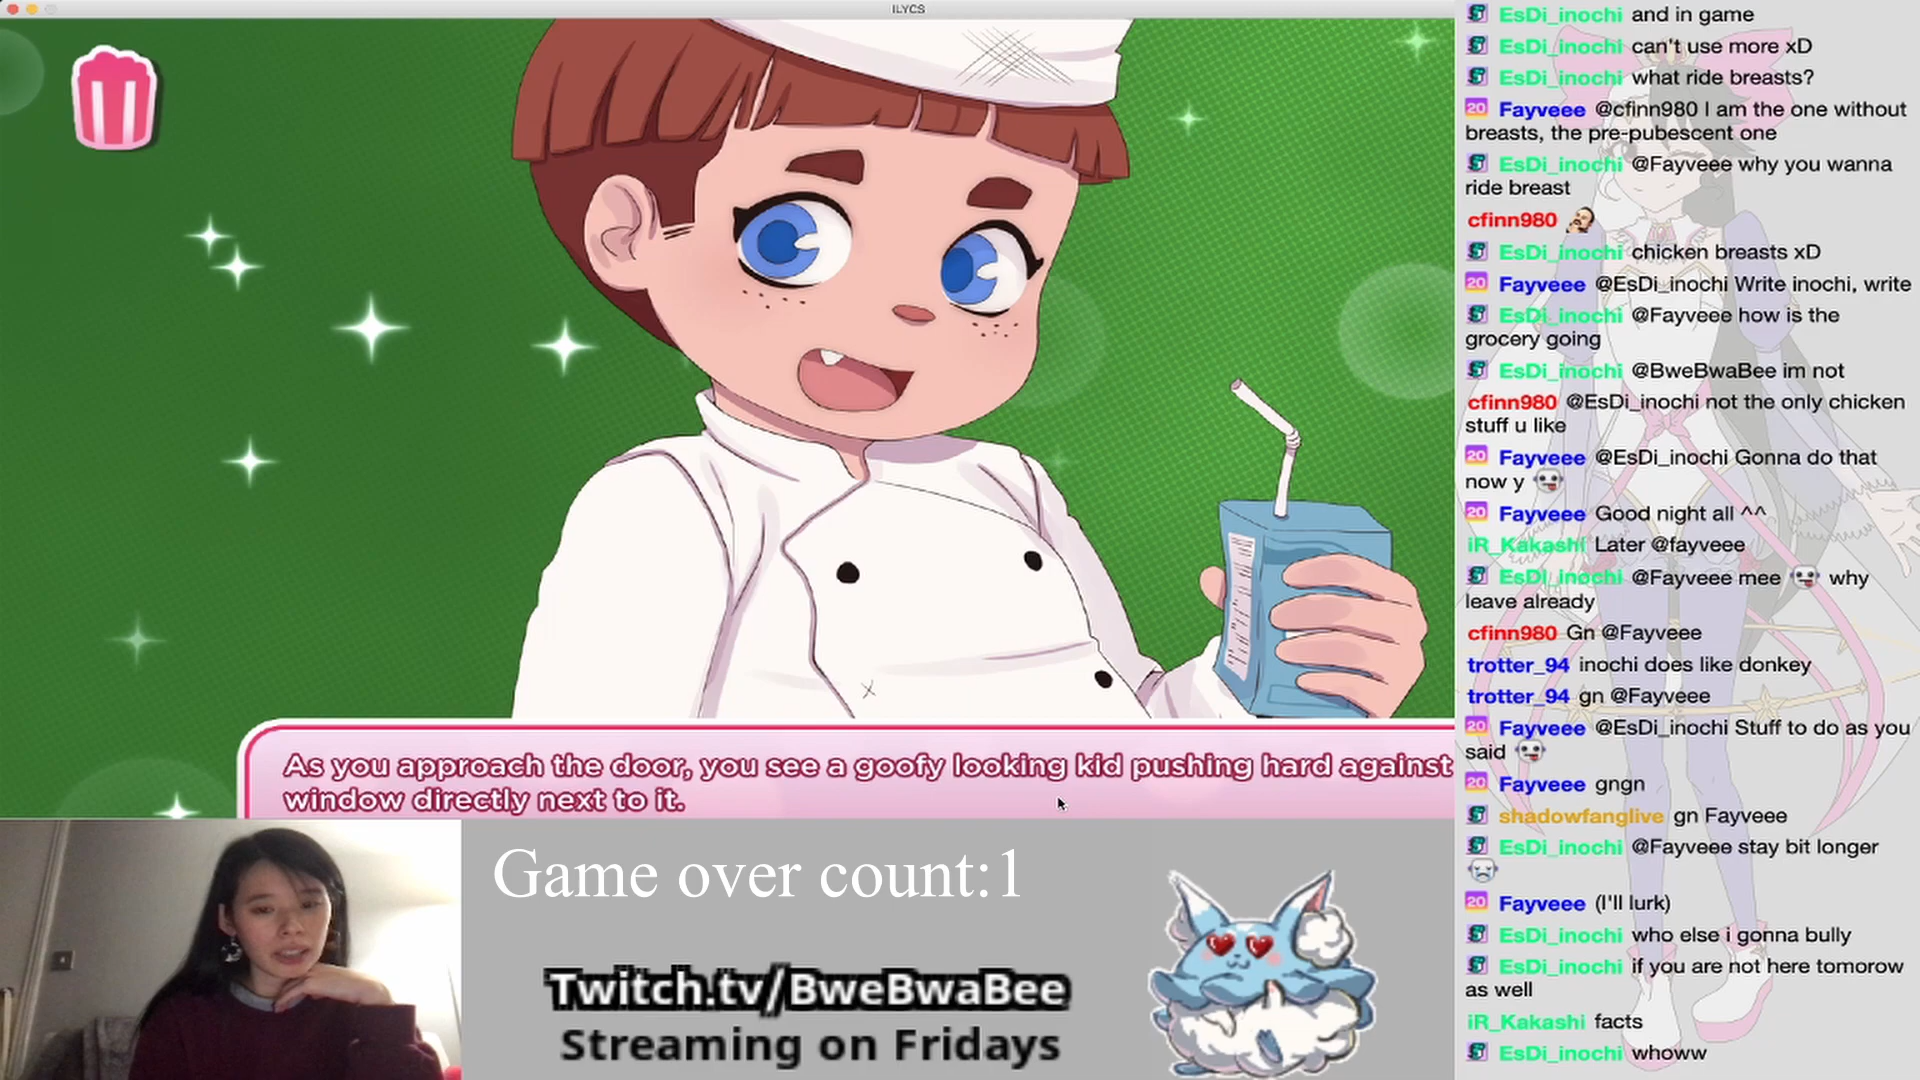 ILYCS
As you approach the door, you see a goofy looking kid pushing hard against
window directly next to it.
Game over count:1
Twitch.tv/BweBwaBee
Streaming on Fridays
EsDi_inochi and in game
EsDi_inochi can't use more xD
EsDi_inochi what ride breasts?
20 Fayveee @cfinn980 I am the one without
breasts, the pre-pubescent one
EsDi_inochi @Fayveee why you wanna
ride breast
cfinn980
EsDi_inochi chicken breasts xD
20 Fayveee @EsDi_inochi Write inochi, write
EsDi_inochi @Fayveee how is the
grocery going
EsDi_inochi @BweBwaBee im not
cfinn980 @EsDi_inochi not the only chicken
stuff u like
20 Fayveee @EsDi_inochi Gonna do that
now y
20 Fayveee Good night all ^^
iR_Kakashi Later @fayveee
EsDi_inochi @Fayveee mee why
leave already
cfinn980 Gn @Fayveee
trotter_94 inochi does like donkey
trotter_94 gn @Fayveee
20 Fayveee @EsDi_inochi Stuff to do as you
said
20 Fayveee gngn
shadowfanglive gn Fayveee
EsDi_inochi @Fayveee stay bit longer
20 Fayveee (I'll lurk)
EsDi_inochi who else i gonna bully
EsDi_inochi if you are not here tomorow
as well
iR_Kakashi facts
EsDi_inochi whoww